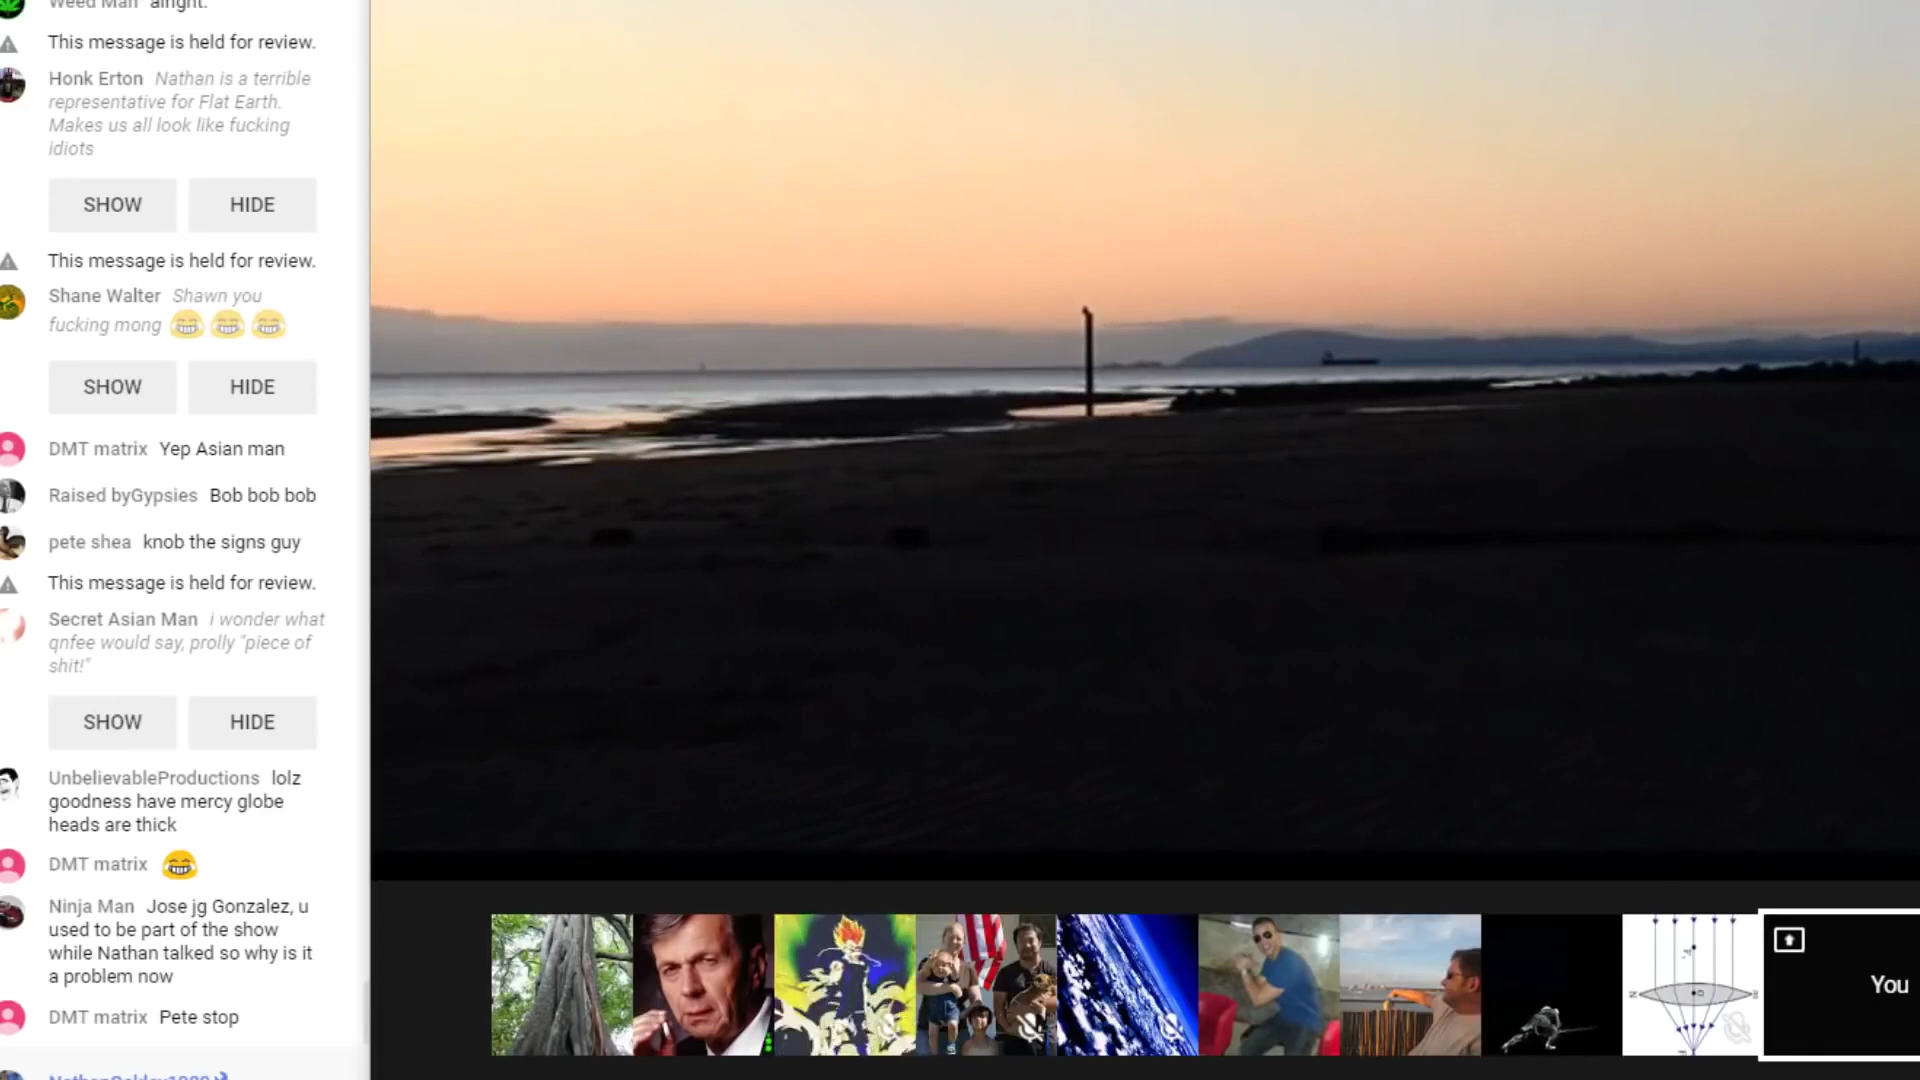 Weed Man alright.
This message is held for review.
Honk Erton Nathan is a terrible
representative for Flat Earth.
Makes us all look like fucking
idiots
SHOW HIDE
This message is held for review.
Shane Walter Shawn you
fucking mong 😂😂😂
SHOW HIDE
DMT matrix Yep Asian man
Raised byGypsies Bob bob bob
pete shea knob the signs guy
This message is held for review.
Secret Asian Man i wonder what
qnfee would say, prolly "piece of
shit!"
SHOW HIDE
UnbelievableProductions lolz
goodness have mercy globe
heads are thick
DMT matrix 😂
Ninja Man Jose jg Gonzalez, u
used to be part of the show
while Nathan talked so why is it
a problem now
DMT matrix Pete stop
You